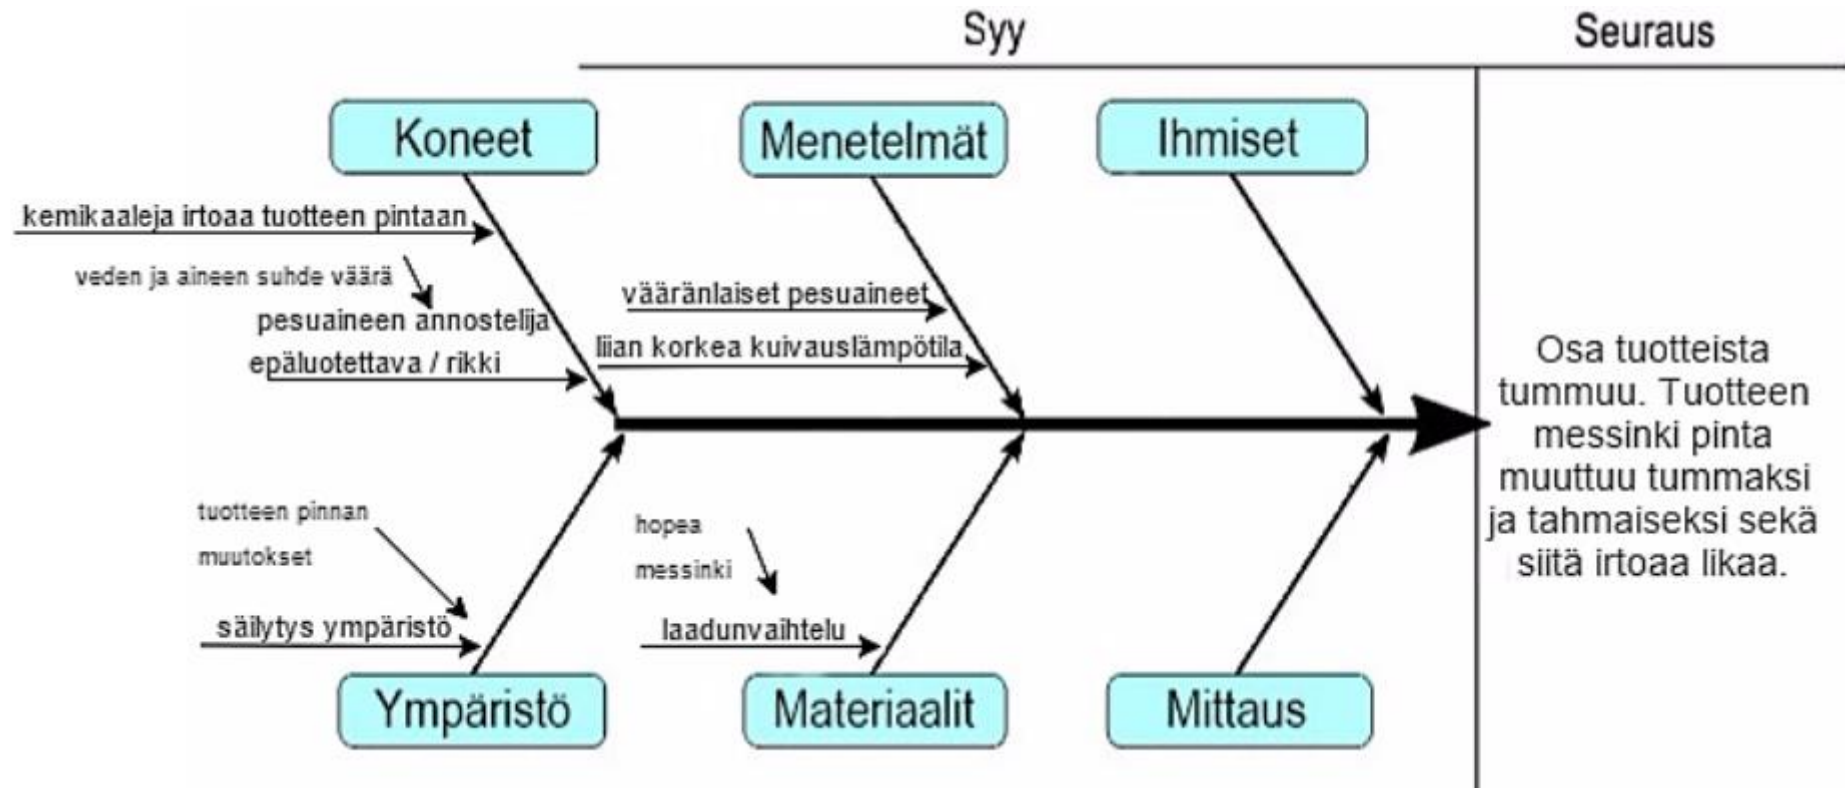 Syy
Seuraus
Koneet
Menetelmät
Ihmiset
kemikaaleja irtoaa tuotteen pintaan
veden ja aineen suhde väärä
pesuaineen annostelija
epäluotettava / rikki
vääränlaiset pesuaineet
liian korkea kuivauslämpötila
Osa tuotteista
tummuu. Tuotteen
messinki pinta
muuttuu tummaksi
ja tahmaiseksi sekä
siitä irtoaa likaa.
tuotteen pinnan
muutokset
säilytys ympäristö
hopea
messinki
laadunvaihtelu
Ympäristö
Materiaalit
Mittaus